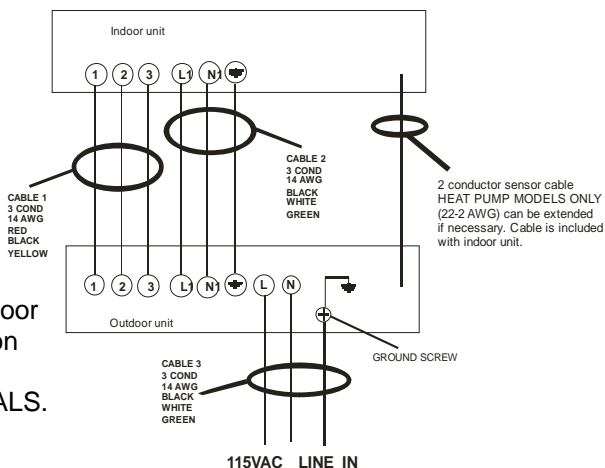 Indoor unit
1 2 3 L1 N1
CABLE 1
3 COND
14 AWG
RED
BLACK
YELLOW
CABLE 2
3 COND
14 AWG
BLACK
WHITE
GREEN
2 conductor sensor cable
HEAT PUMP MODELS ONLY
(22-2 AWG) can be extended
if necessary. Cable is included
with indoor unit.
1 2 3 L1 N1 L N
Outdoor unit
GROUND SCREW
CABLE 3
3 COND
14 AWG
BLACK
WHITE
GREEN
115VAC LINE IN